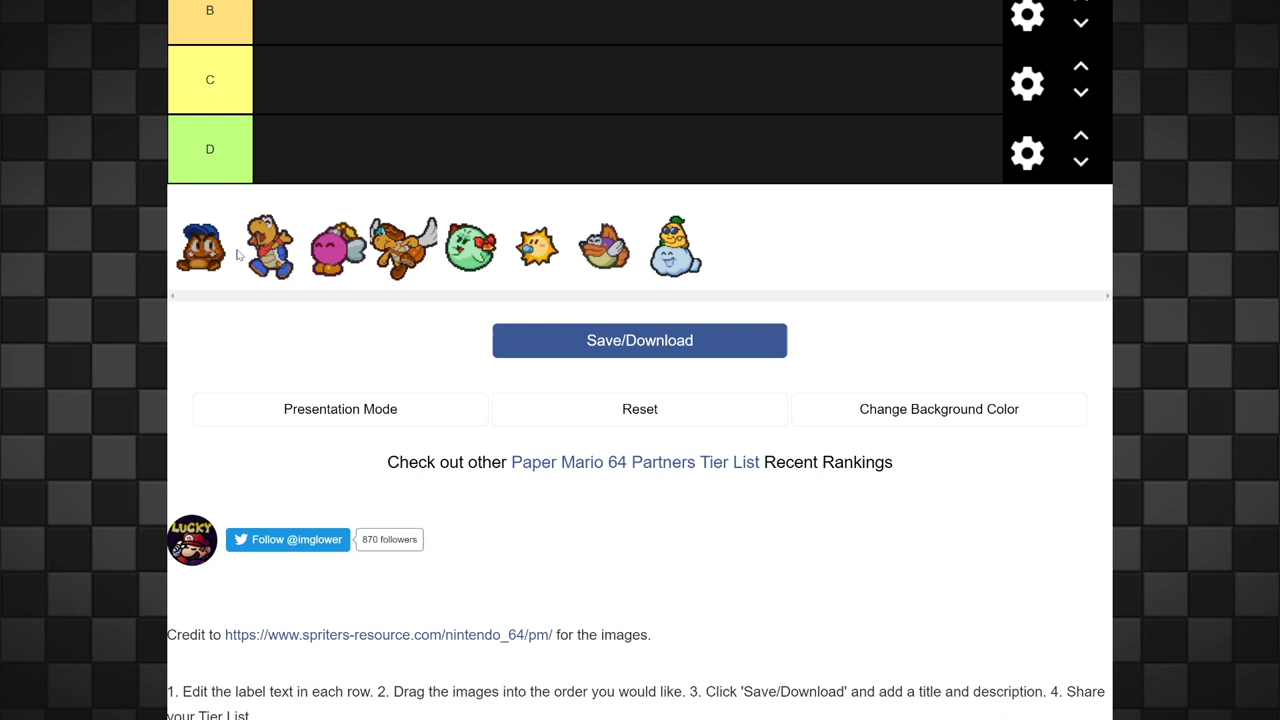 B
C
D
Save/Download
Presentation Mode
Reset
Change Background Color
Check out other Paper Mario 64 Partners Tier List Recent Rankings
LUCKY
Follow @imglower
870 followers
Credit to https://www.spriters-resource.com/nintendo_64/pm/ for the images.
1. Edit the label text in each row. 2. Drag the images into the order you would like. 3. Click 'Save/Download' and add a title and description. 4. Share
your Tier List